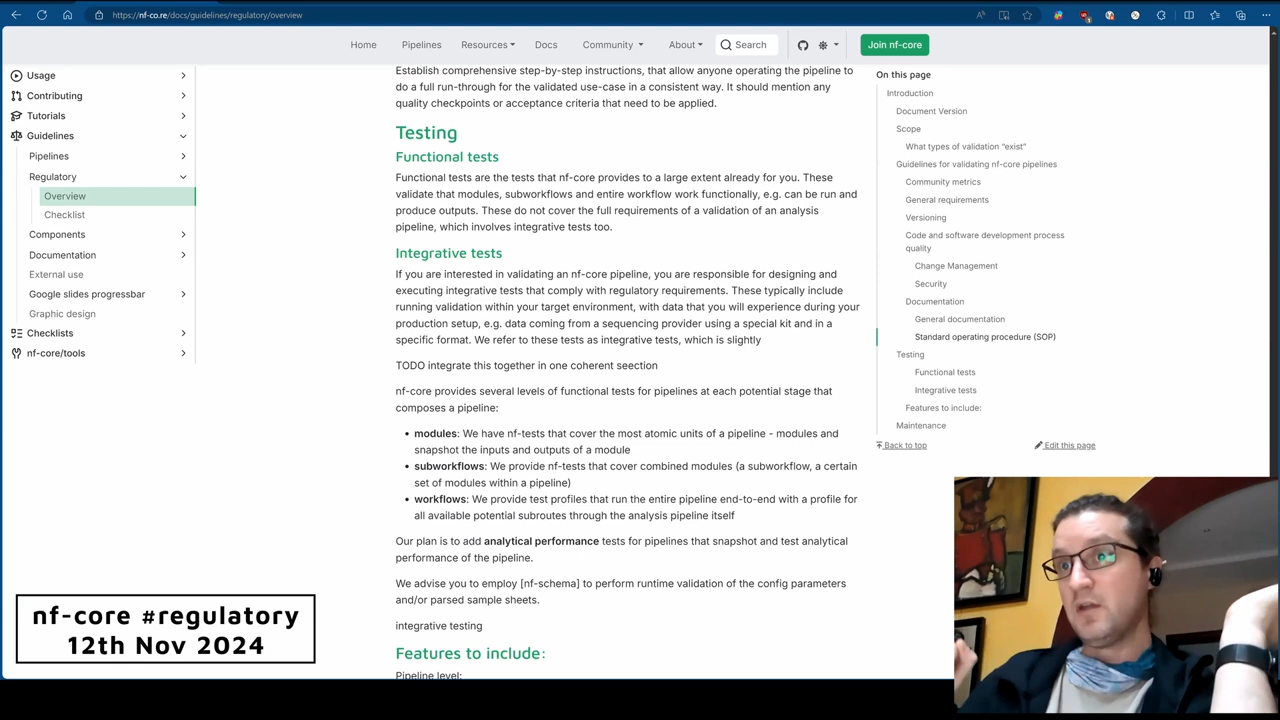 https://nf-co.re/docs/guidelines/regulatory/overview
Home Pipelines Resources Docs Community About Search Join nf-core
Usage
Contributing
Tutorials
Guidelines
Pipelines
Regulatory
Overview
Checklist
Components
Documentation
External use
Google slides progressbar
Graphic design
Checklists
nf-core/tools
Establish comprehensive step-by-step instructions, that allow anyone operating the pipeline to
do a full run-through for the validated use-case in a consistent way. It should mention any
quality checkpoints or acceptance criteria that need to be applied.
Testing
Functional tests
Functional tests are the tests that nf-core provides to a large extent already for you. These
validate that modules, subworkflows and entire workflow work functionally, e.g. can be run and
produce outputs. These do not cover the full requirements of a validation of an analysis
pipeline, which involves integrative tests too.
Integrative tests
If you are interested in validating an nf-core pipeline, you are responsible for designing and
executing integrative tests that comply with regulatory requirements. These typically include
running validation within your target environment, with data that you will experience during your
production setup, e.g. data coming from a sequencing provider using a special kit and in a
specific format. We refer to these tests as integrative tests, which is slightly
TODO integrate this together in one coherent seection
nf-core provides several levels of functional tests for pipelines at each potential stage that
composes a pipeline:
• modules: We have nf-tests that cover the most atomic units of a pipeline - modules and
snapshot the inputs and outputs of a module
• subworkflows: We provide nf-tests that cover combined modules (a subworkflow, a certain
set of modules within a pipeline)
• workflows: We provide test profiles that run the entire pipeline end-to-end with a profile for
all available potential subroutes through the analysis pipeline itself
Our plan is to add analytical performance tests for pipelines that snapshot and test analytical
performance of the pipeline.
We advise you to employ [nf-schema] to perform runtime validation of the config parameters
and/or parsed sample sheets.
integrative testing
Features to include:
Pipeline level:
On this page
Introduction
Document Version
Scope
What types of validation “exist”
Guidelines for validating nf-core pipelines
Community metrics
General requirements
Versioning
Code and software development process
quality
Change Management
Security
Documentation
General documentation
Standard operating procedure (SOP)
Testing
Functional tests
Integrative tests
Features to include:
Maintenance
Back to top Edit this page
nf-core #regulatory
12th Nov 2024